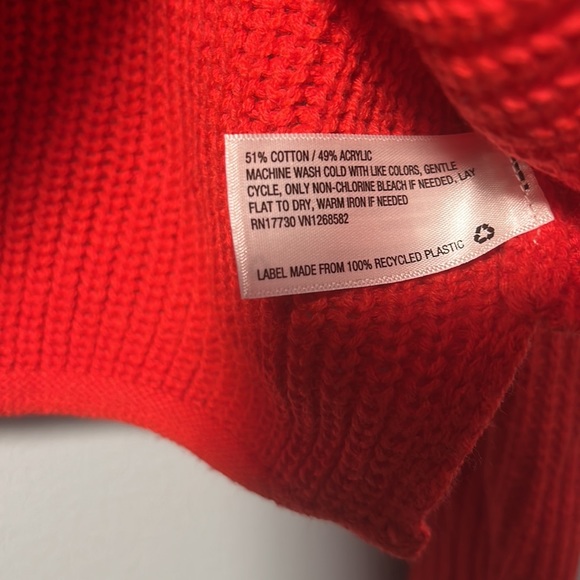 51% COTTON / 49% ACRYLIC
MACHINE WASH COLD WITH LIKE COLORS, GENTLE
CYCLE, ONLY NON-CHLORINE BLEACH IF NEEDED, LAY
FLAT TO DRY, WARM IRON IF NEEDED
RN17730 VN1268582
LABEL MADE FROM 100% RECYCLED PLASTIC